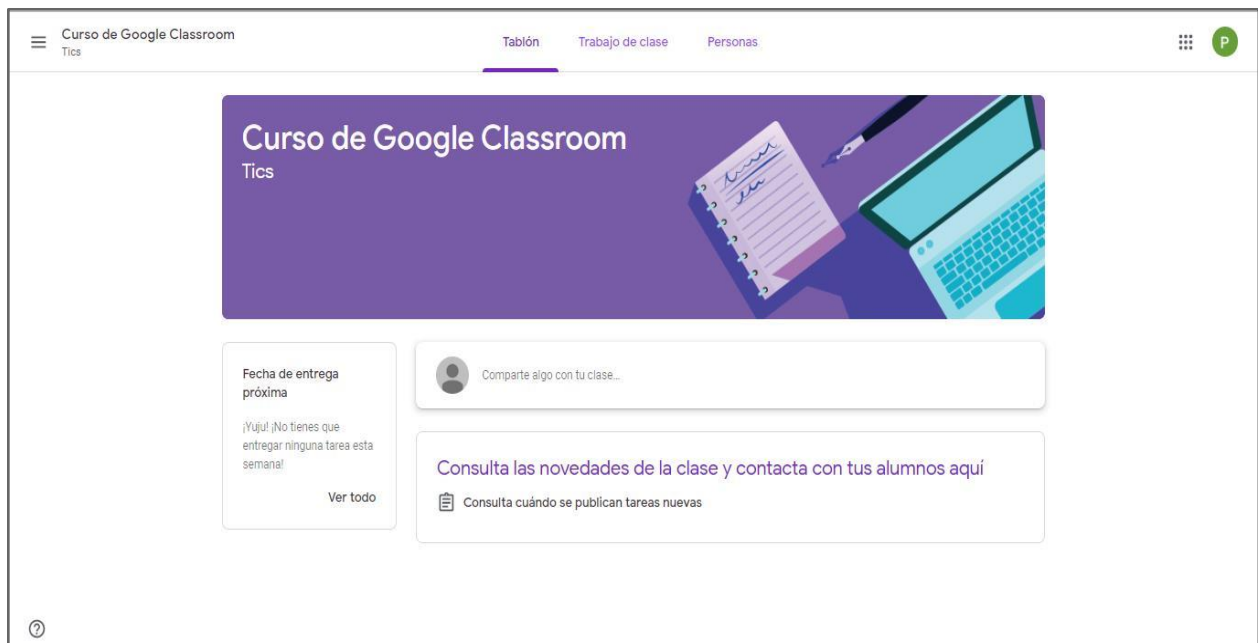 Curso de Google Classroom
Tics
Tablón
Trabajo de clase
Personas
P
Curso de Google Classroom
Tics
Fecha de entrega
próxima
¡Yuju! ¡No tienes que
entregar ninguna tarea esta
semana!
Ver todo
Comparte algo con tu clase...
Consulta las novedades de la clase y contacta con tus alumnos aquí
Consulta cuándo se publican tareas nuevas